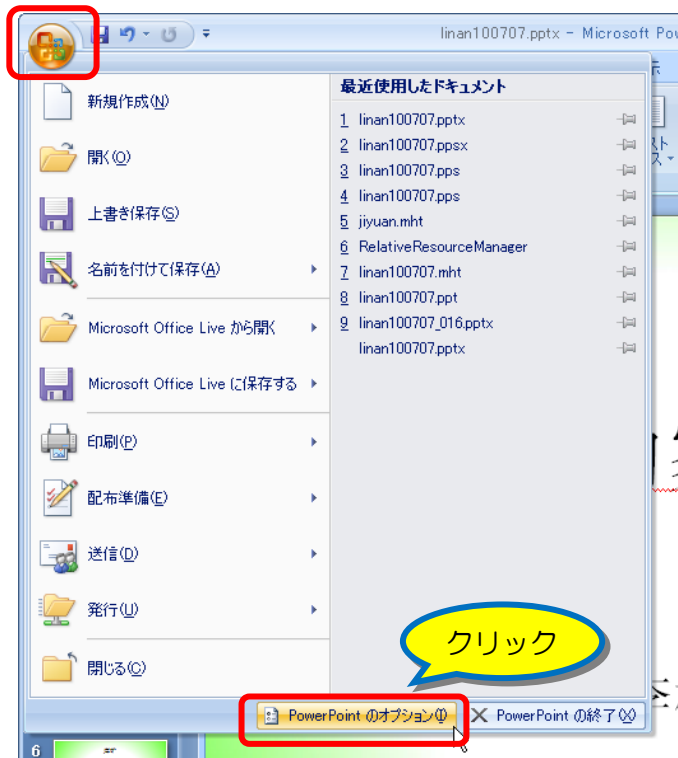 linan100707.pptx - Microsoft Pow
新規作成(N)
開く(O)
上書き保存(S)
名前を付けて保存(A)
Microsoft Office Live から開く
Microsoft Office Live に保存する
印刷(P)
配布準備(E)
送信(D)
発行(U)
閉じる(C)
最近使用したドキュメント
1 linan100707.pptx
2 linan100707.ppsx
3 linan100707.pps
4 linan100707.pps
5 jiyuan.mht
6 RelativeResourceManager
7 linan100707.mht
8 linan100707.ppt
9 linan100707_016.pptx
linan100707.pptx
クリック
PowerPoint のオプション(I)
PowerPoint の終了(X)
スト
ス
6